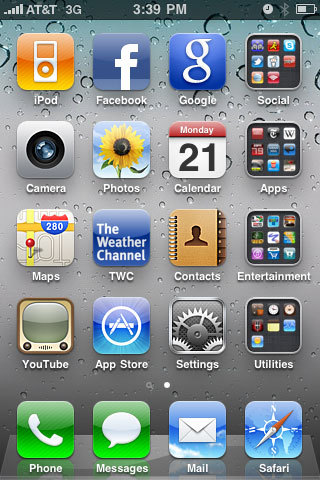 AT&T 3G 3:39 PM
iPod Facebook Google Social
Monday
21
Camera Photos Calendar Apps
280
The
Weather
Channel
Maps TWC Contacts Entertainment
YouTube App Store Settings Utilities
Phone Messages Mail Safari